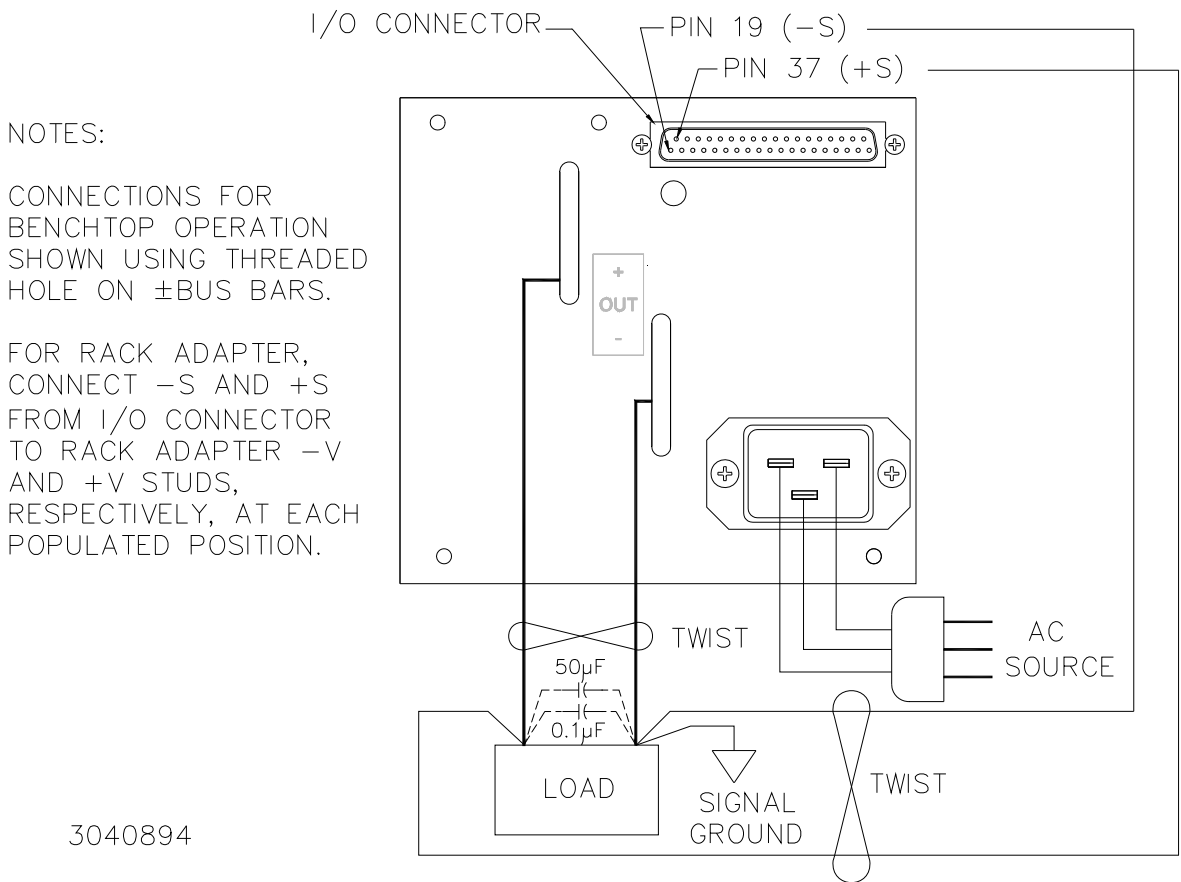 I/O CONNECTOR
PIN 19 (−S)
PIN 37 (+S)
NOTES:
CONNECTIONS FOR
BENCHTOP OPERATION
SHOWN USING THREADED
HOLE ON ±BUS BARS.
FOR RACK ADAPTER,
CONNECT −S AND +S
FROM I/O CONNECTOR
TO RACK ADAPTER −V
AND +V STUDS,
RESPECTIVELY, AT EACH
POPULATED POSITION.
+
OUT
-
TWIST
AC
SOURCE
50µF
0.1µF
LOAD
SIGNAL
GROUND
TWIST
3040894